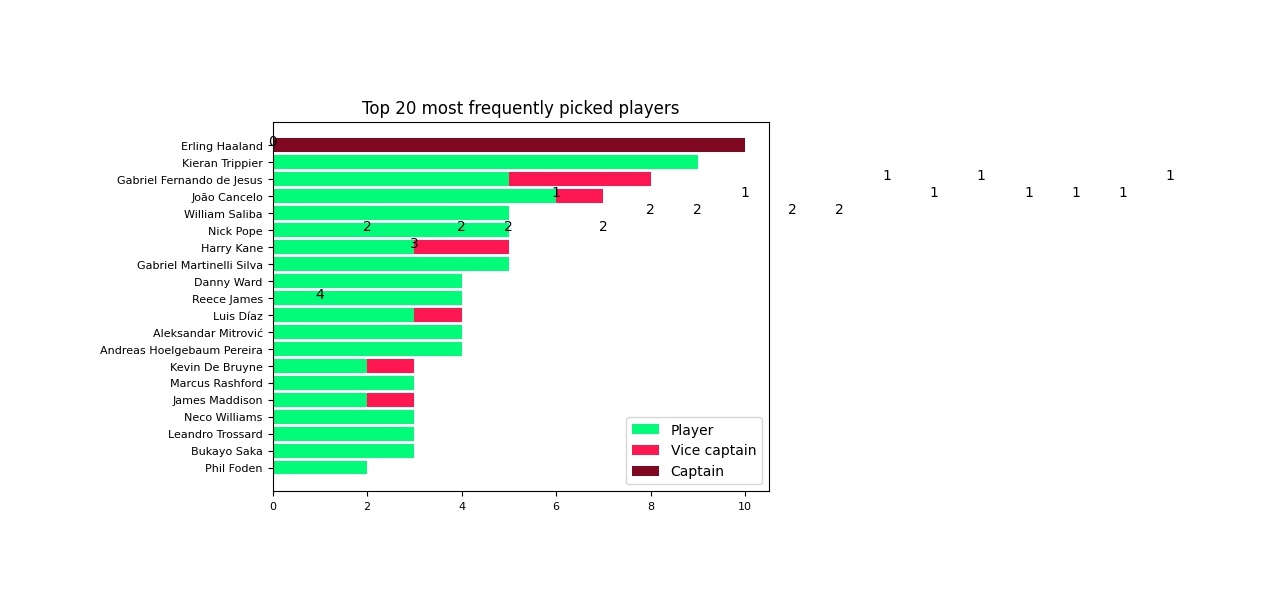 Top 20 most frequently picked players
0
Erling Haaland
Kieran Trippier
Gabriel Fernando de Jesus 1 1 1
João Cancelo 1 1 1 1 1 1
William Saliba 2 2 2 2
Nick Pope 2 2 2 2
Harry Kane 3
Gabriel Martinelli Silva
Danny Ward
Reece James 4
Luis Díaz
Aleksandar Mitrović
Andreas Hoelgebaum Pereira
Kevin De Bruyne
Marcus Rashford
James Maddison
Neco Williams
Leandro Trossard
Bukayo Saka
Phil Foden
Player
Vice captain
Captain
0 2 4 6 8 10